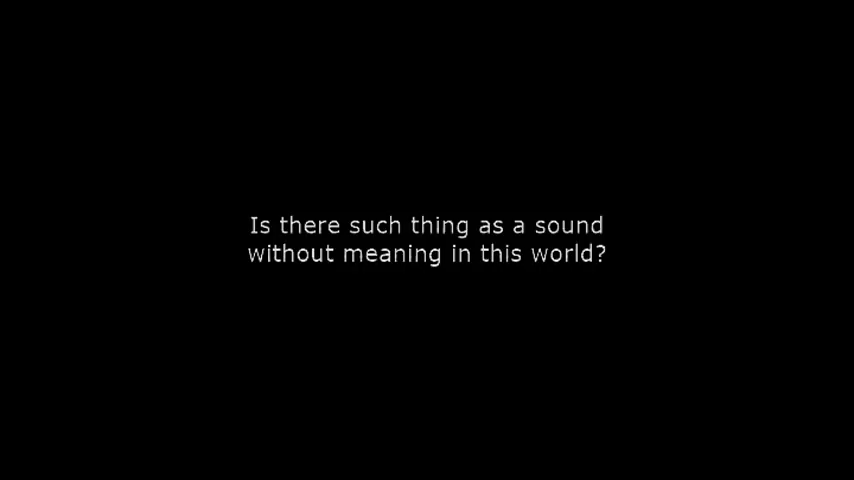 Is there such thing as a sound
without meaning in this world?